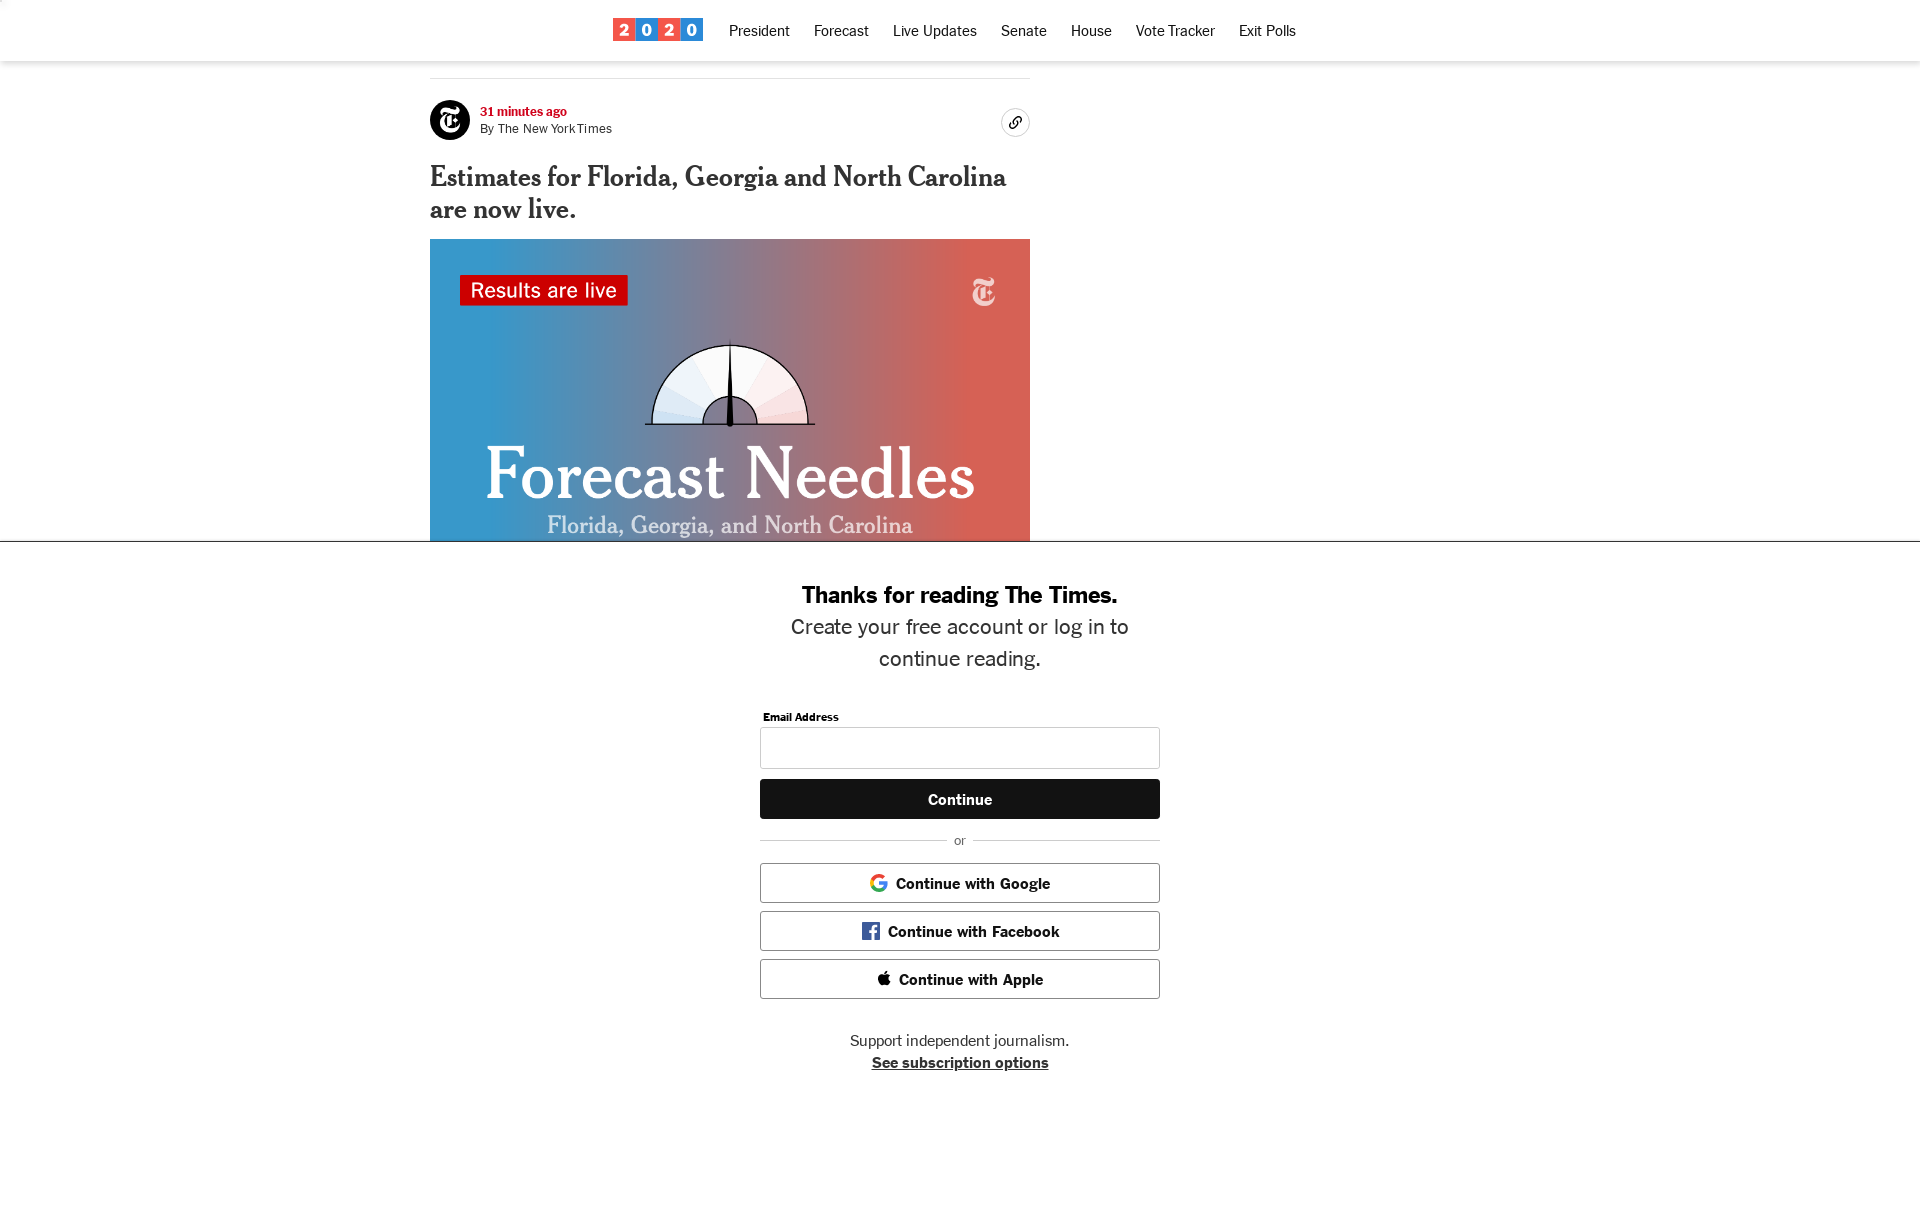 2020 President Forecast Live Updates Senate House Vote Tracker Exit Polls
31 minutes ago
By The New York Times
Estimates for Florida, Georgia and North Carolina
are now live.
Results are live
Forecast Needles
Florida, Georgia, and North Carolina
Thanks for reading The Times.
Create your free account or log in to
continue reading.
Email Address
Continue
or
Continue with Google
Continue with Facebook
Continue with Apple
Support independent journalism.
See subscription options